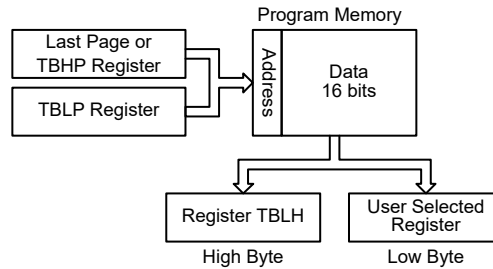 Program Memory
Last Page or
TBHP Register
TBLP Register
Address
Data
16 bits
Register TBLH
User Selected
Register
High Byte
Low Byte